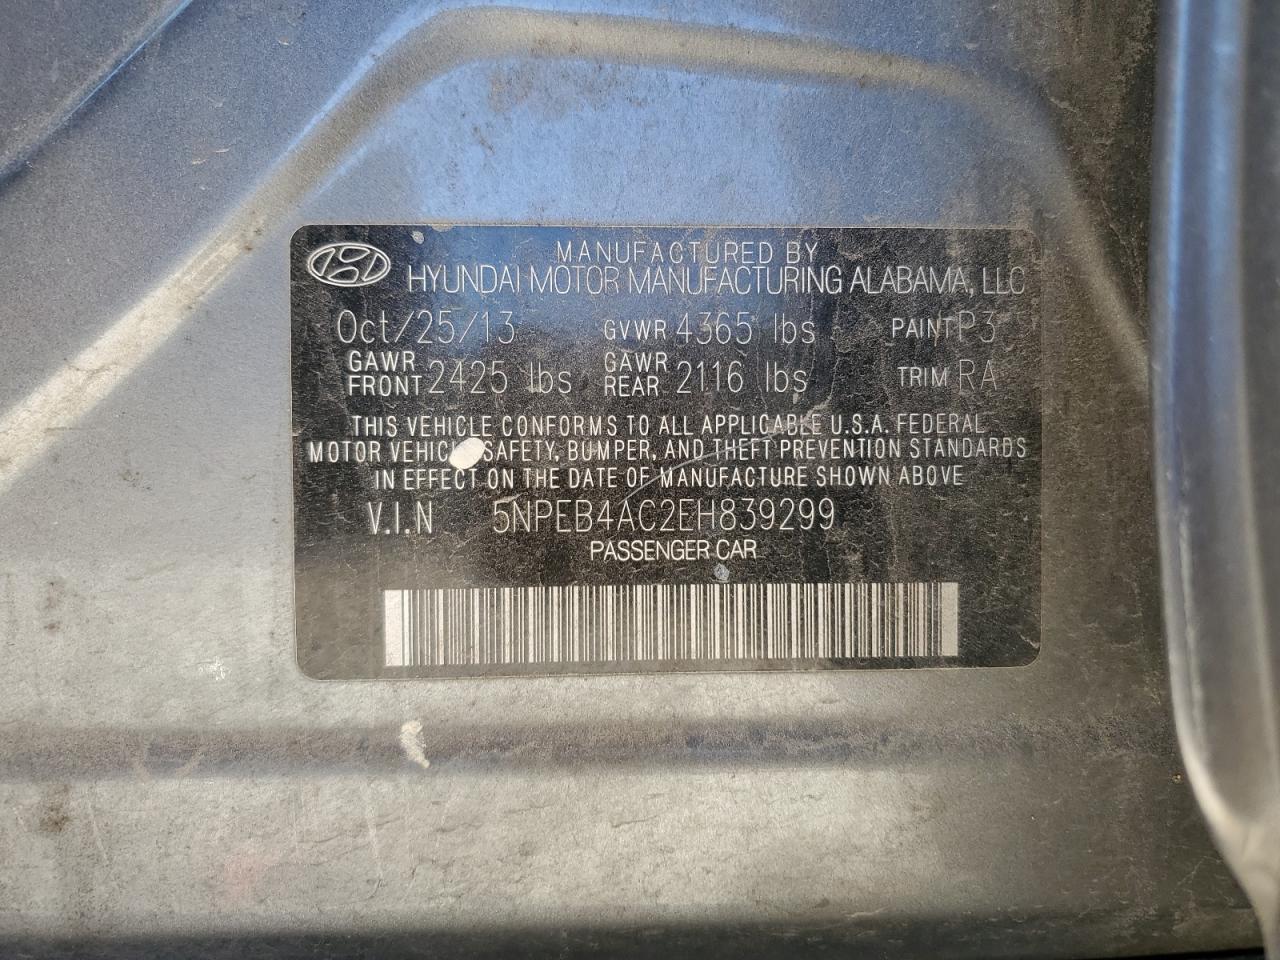 MANUFACTURED BY
HYUNDAI MOTOR MANUFACTURING ALABAMA, LLC
Oct/25/13 GVWR 4365 lbs PAINT P3
GAWR FRONT 2425 lbs GAWR REAR 2116 lbs TRIM RA
THIS VEHICLE CONFORMS TO ALL APPLICABLE U.S.A. FEDERAL
MOTOR VEHICLE SAFETY, BUMPER, AND THEFT PREVENTION STANDARDS
IN EFFECT ON THE DATE OF MANUFACTURE SHOWN ABOVE
V.I.N 5NPEB4AC2EH839299
PASSENGER CAR